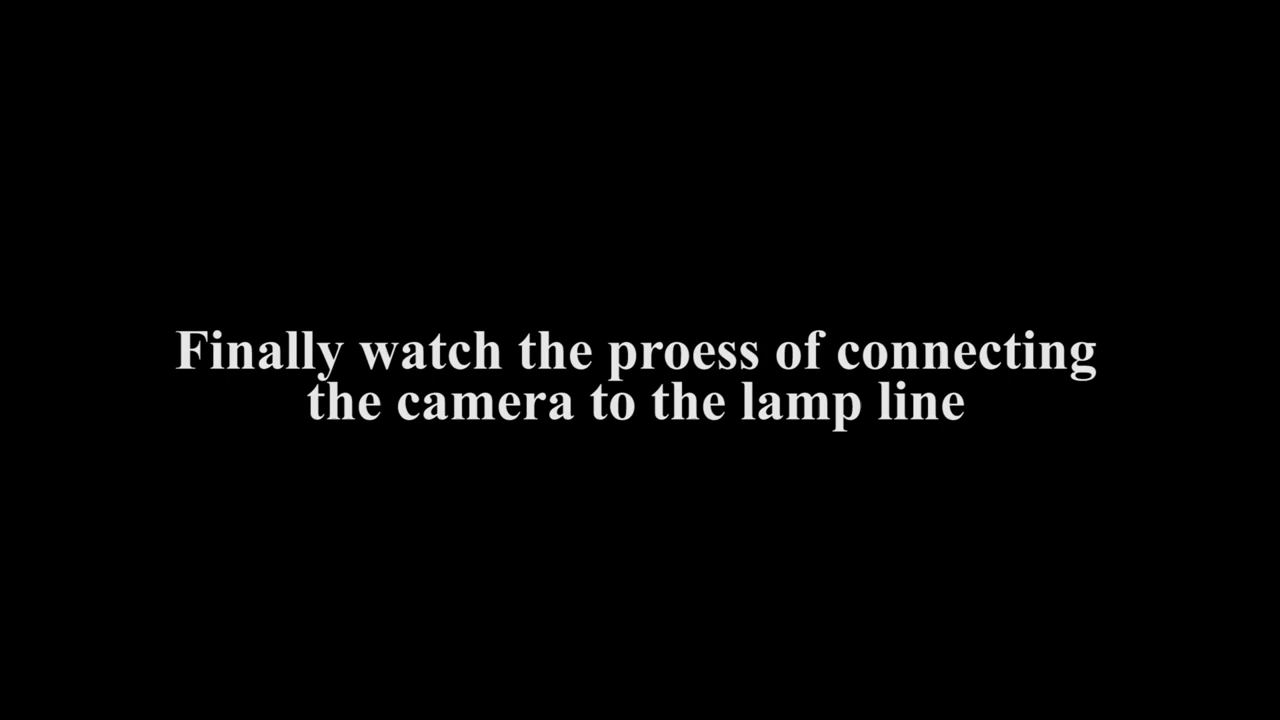 Finally watch the proess of connecting
the camera to the lamp line